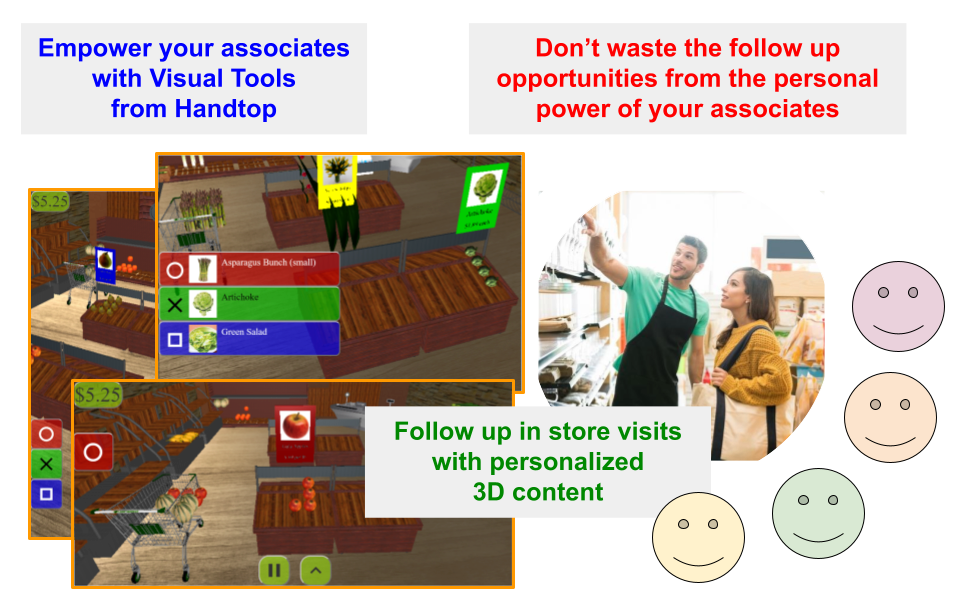 Empower your associates
with Visual Tools
from Handtop
Don't waste the follow up
opportunities from the personal
power of your associates
$5.25
Artichoke
Asparagus Bunch (small)
Artichoke
Green Salad
$5.25
Follow up in store visits
with personalized
3D content